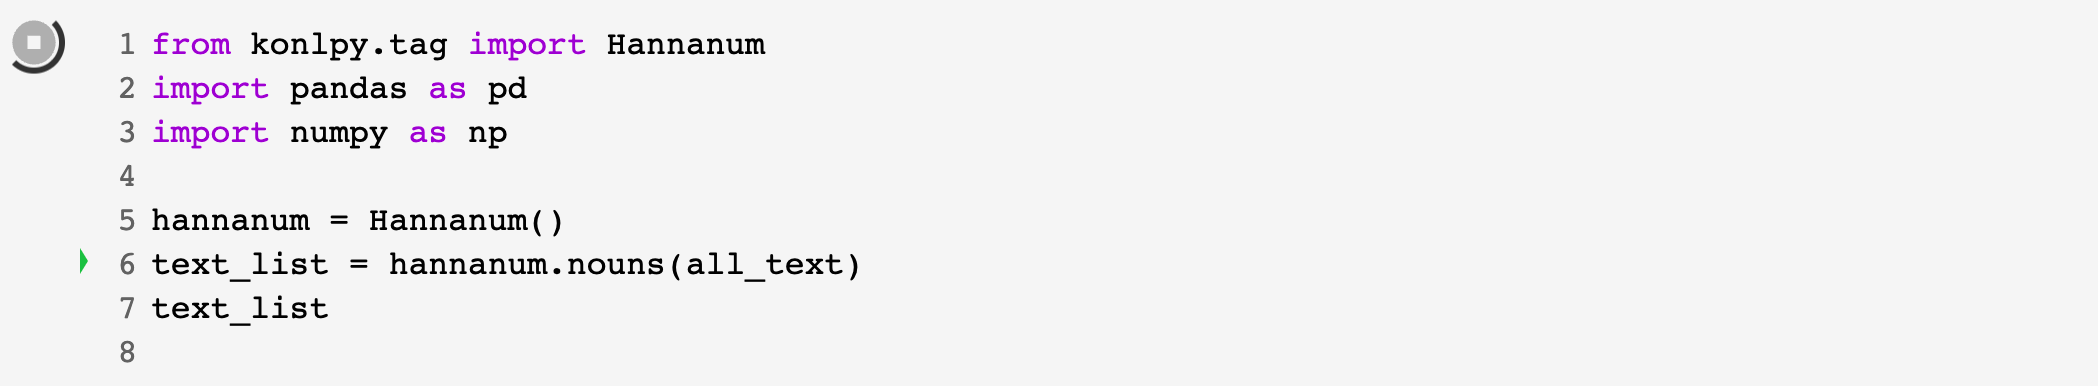 1 from konlpy.tag import Hannanum
2 import pandas as pd
3 import numpy as np
4
5 hannanum = Hannanum()
6 text_list = hannanum.nouns(all_text)
7 text_list
8